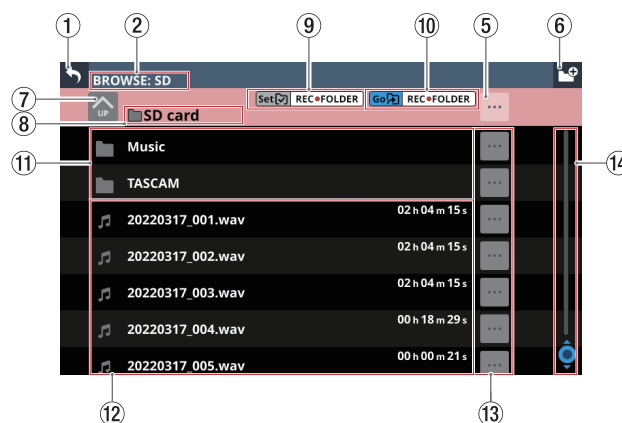 ① ② ⑨ ⑩ ⑤ ⑥
BROWSE: SD
⑦ UP
Set REC●FOLDER Go REC●FOLDER ...
⑧ SD card
⑪ Music ... ⑭
TASCAM ...
20220317_001.wav 02 h 04 m 15 s ...
20220317_002.wav 02 h 04 m 15 s ...
20220317_003.wav 02 h 04 m 15 s ...
20220317_004.wav 00 h 18 m 29 s ...
20220317_005.wav 00 h 00 m 21 s ...
⑫ ⑬